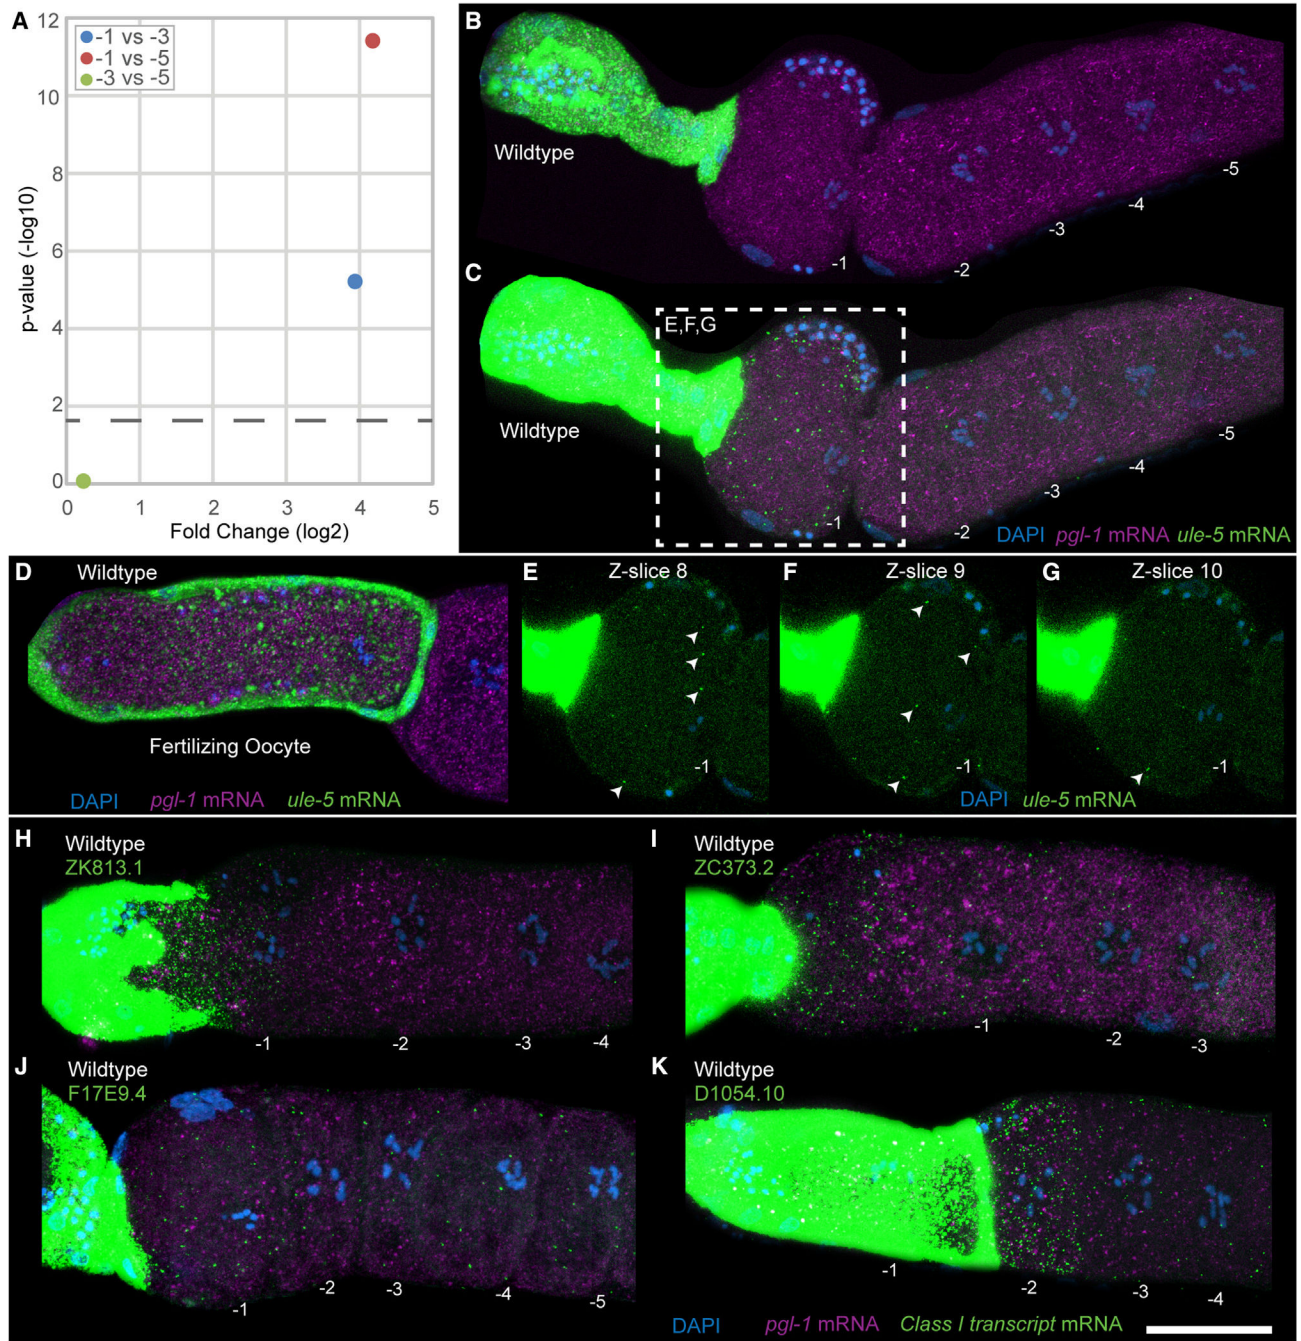 A
12
10
8
6
4
2
0
p-value (-log10)
-1 vs -3
-1 vs -5
-3 vs -5
0 1 2 3 4 5
Fold Change (log2)
B
Wildtype
-1 -2 -3 -4 -5
C
E,F,G
Wildtype
-1 -2 -3 -4 -5
DAPI pgl-1 mRNA ule-5 mRNA
D
Wildtype
Fertilizing Oocyte
DAPI pgl-1 mRNA ule-5 mRNA
E
Z-slice 8
-1
F
Z-slice 9
-1
G
Z-slice 10
-1
DAPI ule-5 mRNA
H
Wildtype
ZK813.1
-1 -2 -3 -4
I
Wildtype
ZC373.2
-1 -2 -3
J
Wildtype
F17E9.4
-1 -2 -3 -4 -5
K
Wildtype
D1054.10
-1 -2 -3 -4
DAPI pgl-1 mRNA Class I transcript mRNA